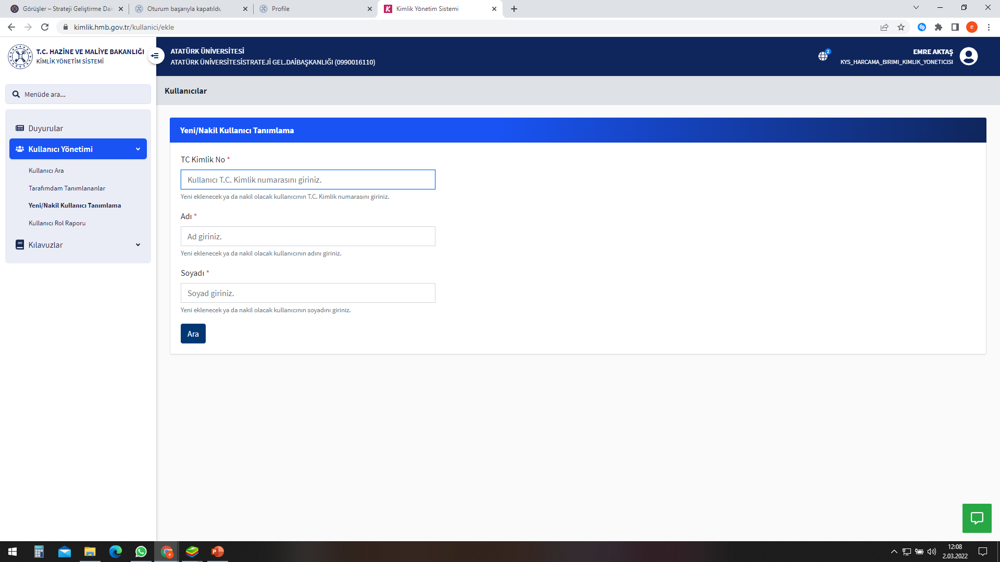 Görüşler – Strateji Geliştirme Dai
Oturum başarıyla kapatıldı.
Profile
Kimlik Yönetim Sistemi
kimlik.hmb.gov.tr/kullanici/ekle
e
T.C. HAZİNE VE MALİYE BAKANLIĞI
KİMLİK YÖNETİM SİSTEMİ
ATATÜRK ÜNİVERSİTESİ
ATATÜRK ÜNİVERSİTESİSTRATEJİ GEL.DAİBAŞKANLIĞI (0990016110)
2
EMRE AKTAŞ
KYS_HARCAMA_BIRIMI_KIMLIK_YONETICISI
Menüde ara...
Duyurular
Kullanıcı Yönetimi
Kullanıcı Ara
Tarafımdam Tanımlananlar
Yeni/Nakil Kullanıcı Tanımlama
Kullanıcı Rol Raporu
Kılavuzlar
Kullanıcılar
Yeni/Nakil Kullanıcı Tanımlama
TC Kimlik No *
Kullanıcı T.C. Kimlik numarasını giriniz.
Yeni eklenecek ya da nakil olacak kullanıcının T.C. Kimlik numarasını giriniz.
Adı *
Ad giriniz.
Yeni eklenecek ya da nakil olacak kullanıcının adını giriniz.
Soyadı *
Soyad giriniz.
Yeni eklenecek ya da nakil olacak kullanıcının soyadını giriniz.
Ara
12:08
2.03.2022